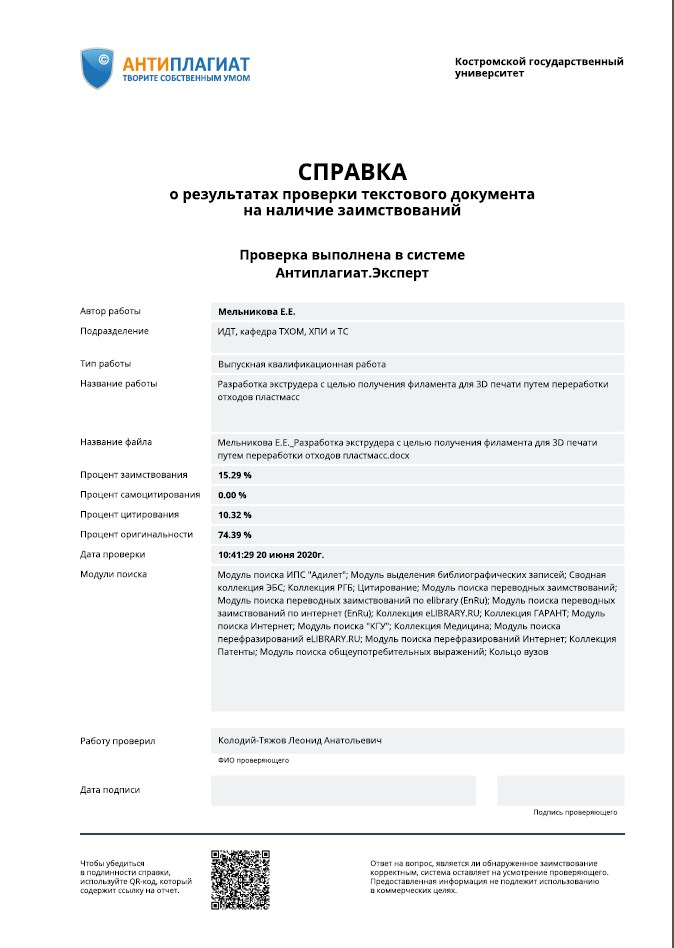 АНТИПЛАГИАТ
ТВОРИТЕ СОБСТВЕННЫМ УМОМ
Костромской государственный
университет
СПРАВКА
о результатах проверки текстового документа
на наличие заимствований
Проверка выполнена в системе
Антиплагиат.Эксперт
Автор работы Мельникова Е.Е.
Подразделение ИДТ, кафедра ТХОМ, ХПИ и ТС
Тип работы Выпускная квалификационная работа
Название работы Разработка экструдера с целью получения филамента для 3D печати путем переработки
отходов пластмасс
Название файла Мельникова Е.Е._Разработка экструдера с целью получения филамента для 3D печати
путем переработки отходов пластмасс.docx
Процент заимствования 15.29 %
Процент самоцитирования 0.00 %
Процент цитирования 10.32 %
Процент оригинальности 74.39 %
Дата проверки 10:41:29 20 июня 2020г.
Модули поиска Модуль поиска ИПС "Адилет"; Модуль выделения библиографических записей; Сводная
коллекция ЭБС; Коллекция РГБ; Цитирование; Модуль поиска переводных заимствований;
Модуль поиска переводных заимствований по elibrary (EnRu); Модуль поиска переводных
заимствований по интернет (EnRu); Коллекция eLIBRARY.RU; Коллекция ГАРАНТ; Модуль
поиска Интернет; Модуль поиска "КГУ"; Коллекция Медицина; Модуль поиска
перефразирований eLIBRARY.RU; Модуль поиска перефразирований Интернет; Коллекция
Патенты; Модуль поиска общеупотребительных выражений; Кольцо вузов
Работу проверил Колодий-Тяжов Леонид Анатольевич
ФИО проверяющего
Дата подписи
Подпись проверяющего
Чтобы убедиться
в подлинности справки,
используйте QR-код, который
содержит ссылку на отчет.
Ответ на вопрос, является ли обнаруженное заимствование
корректным, система оставляет на усмотрение проверяющего.
Предоставленная информация не подлежит использованию
в коммерческих целях.